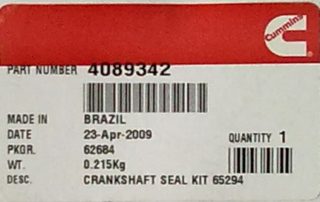 Cummins
PART NUMBER 4089342
MADE IN BRAZIL
DATE 23-Apr-2009
QUANTITY 1
PKGR. 62684
WT. 0.215Kg
DESC. CRANKSHAFT SEAL KIT 65294